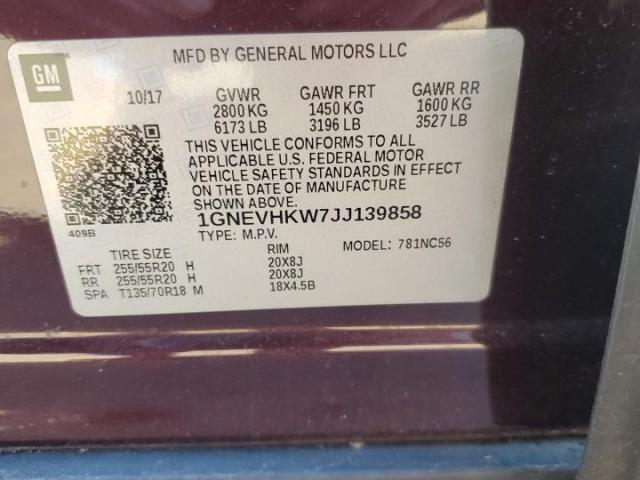 GM
MFD BY GENERAL MOTORS LLC
10/17 GVWR GAWR FRT GAWR RR
2800 KG 1450 KG 1600 KG
6173 LB 3196 LB 3527 LB
THIS VEHICLE CONFORMS TO ALL
APPLICABLE U.S. FEDERAL MOTOR
VEHICLE SAFETY STANDARDS IN EFFECT
ON THE DATE OF MANUFACTURE
SHOWN ABOVE.
1GNEVHKW7JJ139858
409B
TYPE: M.P.V. MODEL: 781NC56
TIRE SIZE RIM
FRT 255/55R20 H 20X8J
RR 255/55R20 H 20X8J
SPA T135/70R18 M 18X4.5B